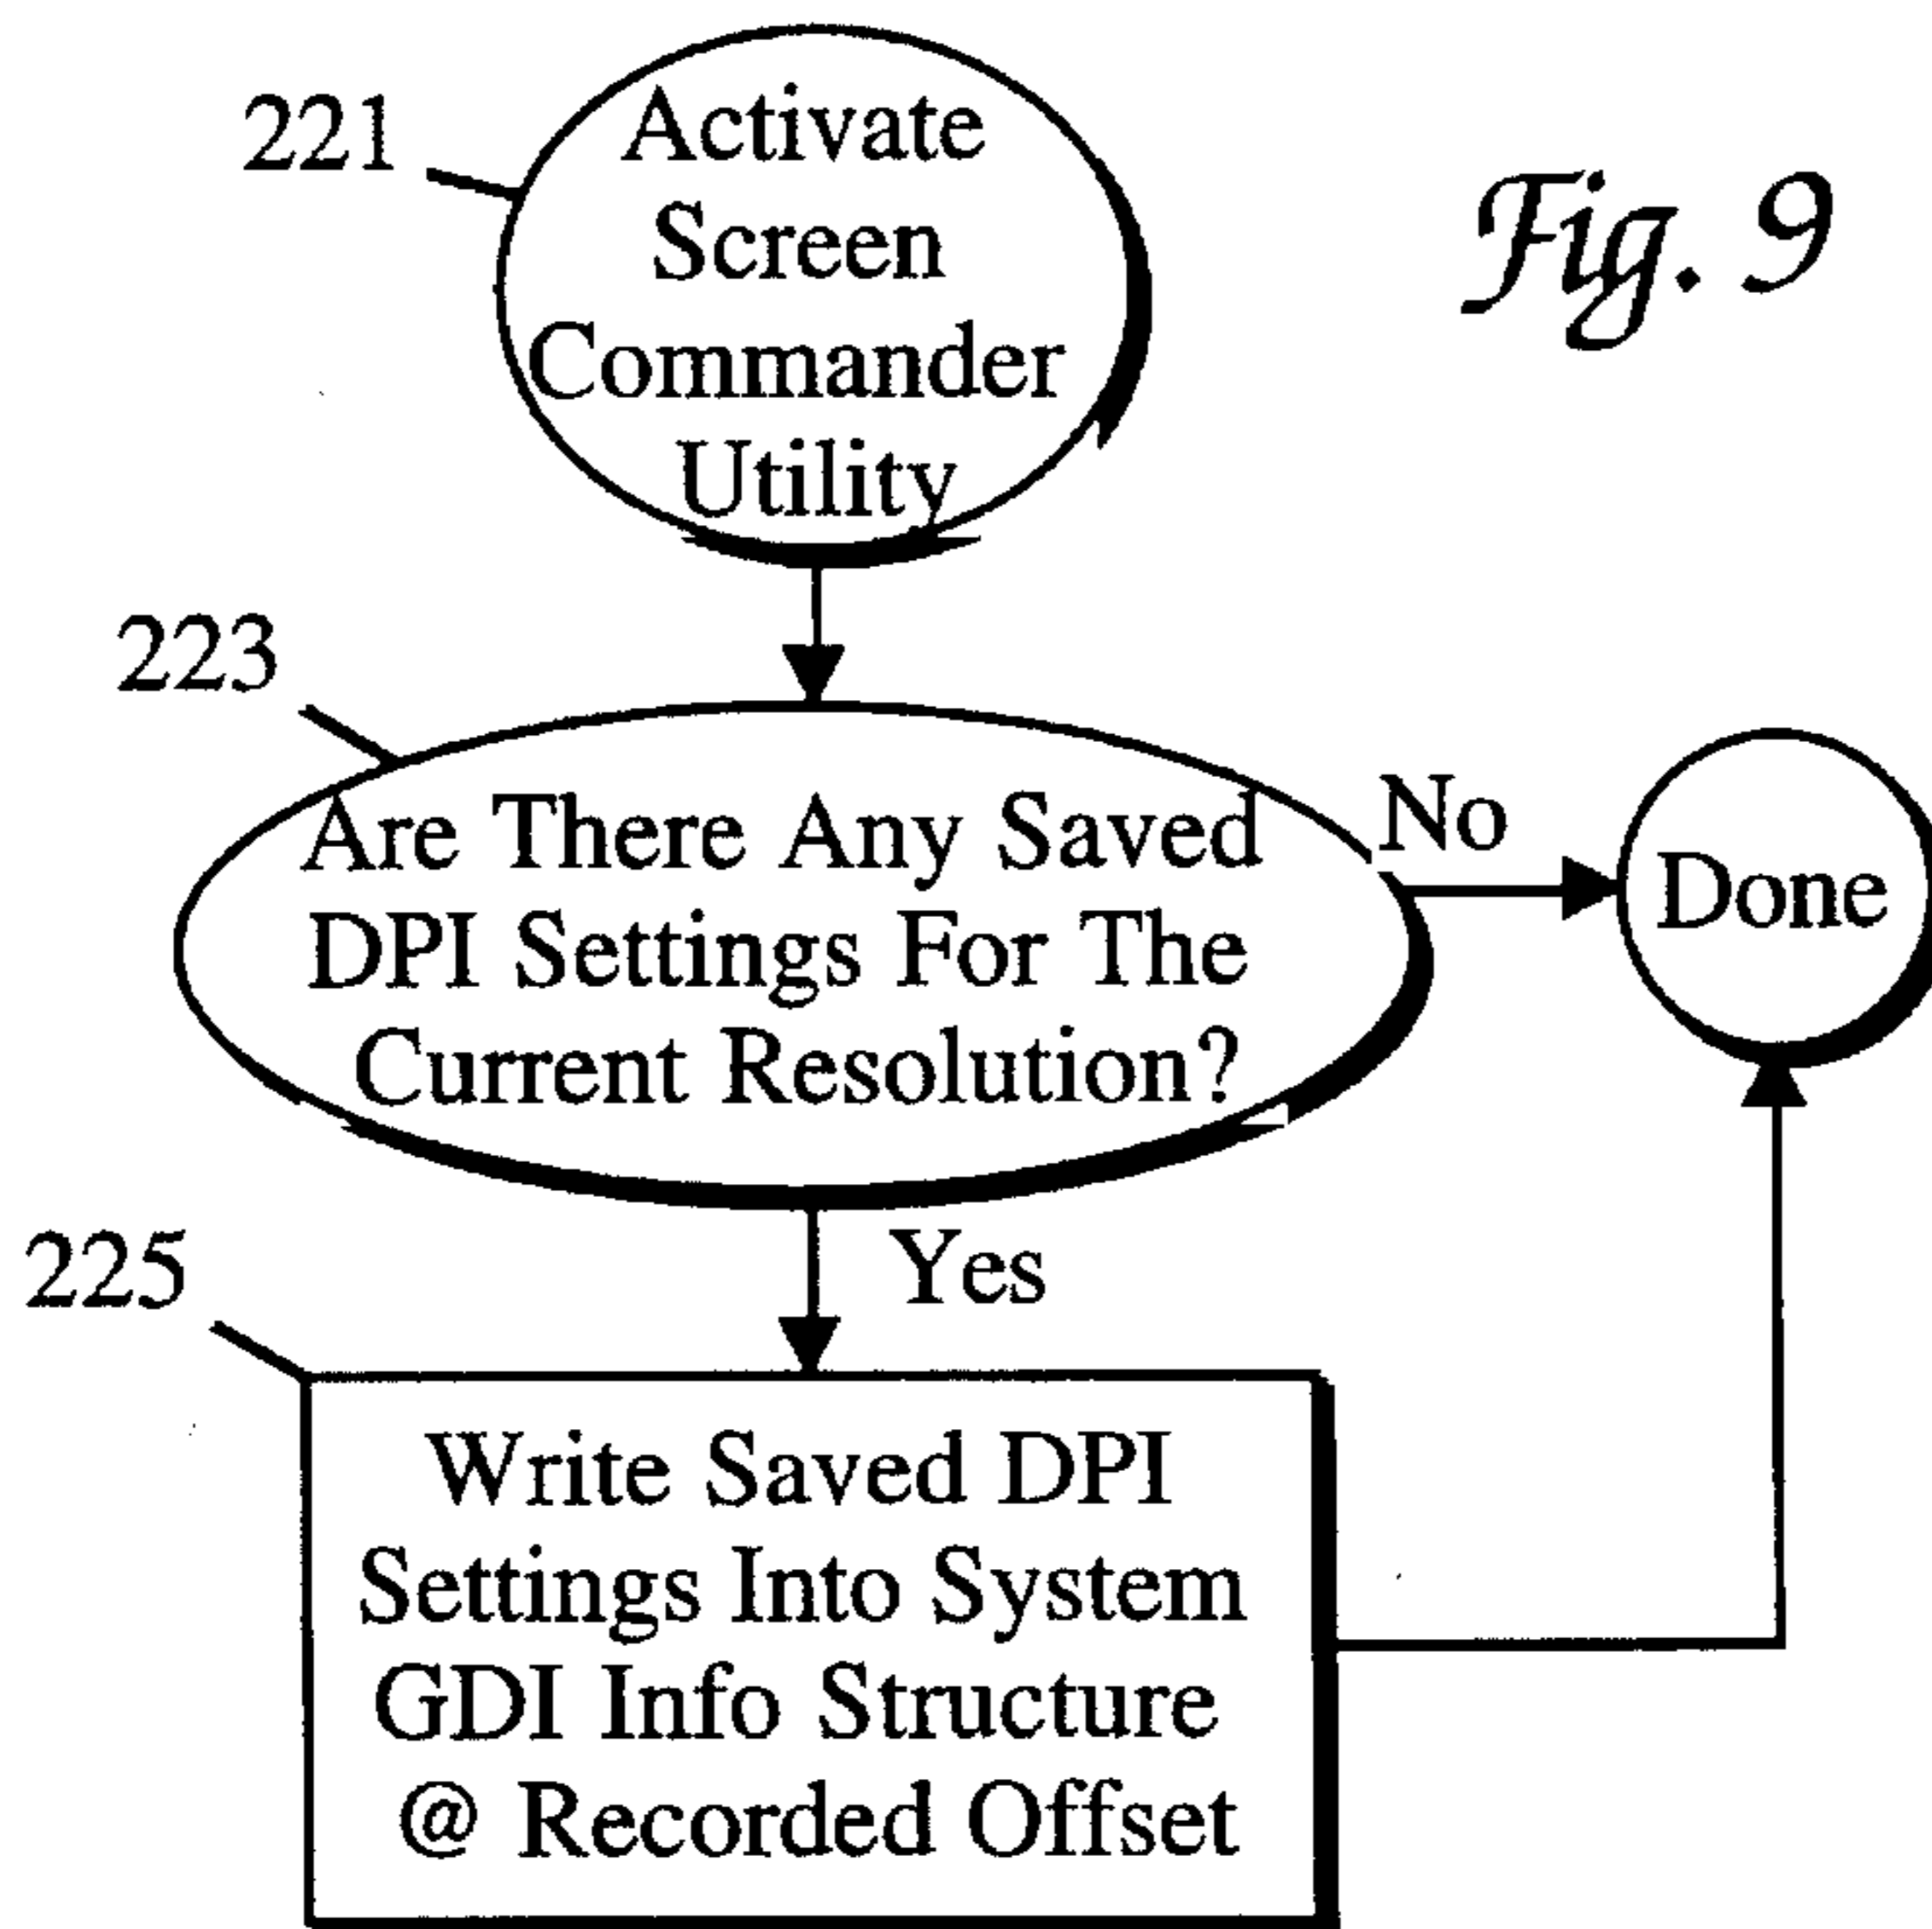 221
Activate
Screen
Commander
Utility
Fig. 9
223
Are There Any Saved
DPI Settings For The
Current Resolution?
No
Done
Yes
225
Write Saved DPI
Settings Into System
GDI Info Structure
@ Recorded Offset